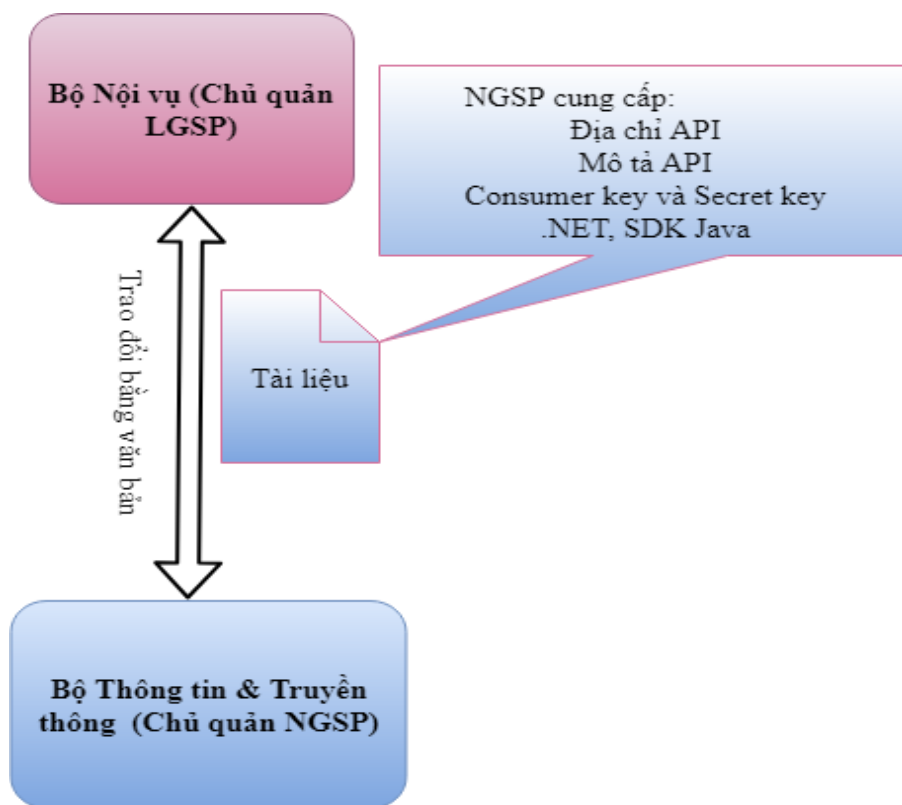 Bộ Nội vụ (Chủ quản
LGSP)
NGSP cung cấp:
Địa chỉ API
Mô tả API
Consumer key và Secret key
.NET, SDK Java
Trao đổi bằng văn bản
Tài liệu
Bộ Thông tin & Truyền
thông (Chủ quản NGSP)